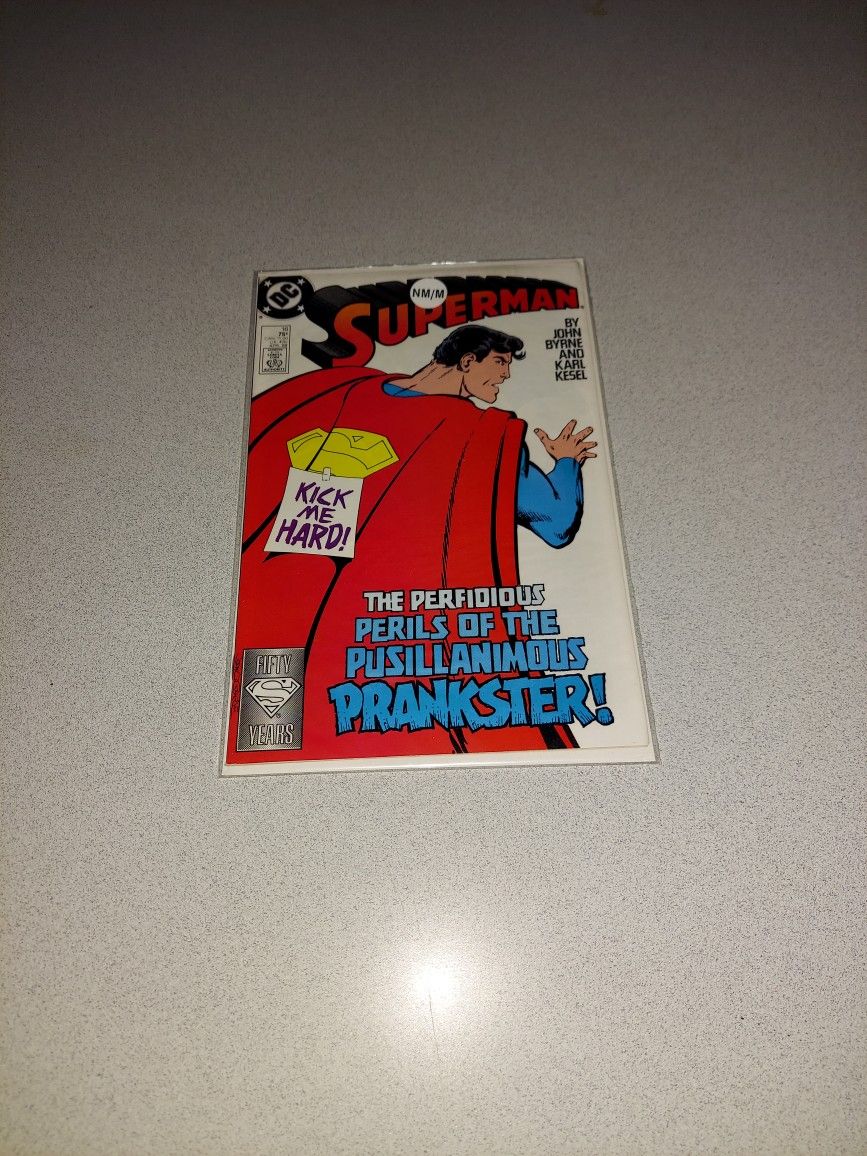 DC
NM/M
SUPERMAN
BY
JOHN
BYRNE
AND
KARL
KESEL
75¢
KICK
ME
HARD!
THE PERFIDIOUS
PERILS OF THE
PUSILLANIMOUS
PRANKSTER!
FIFTY
S
YEARS